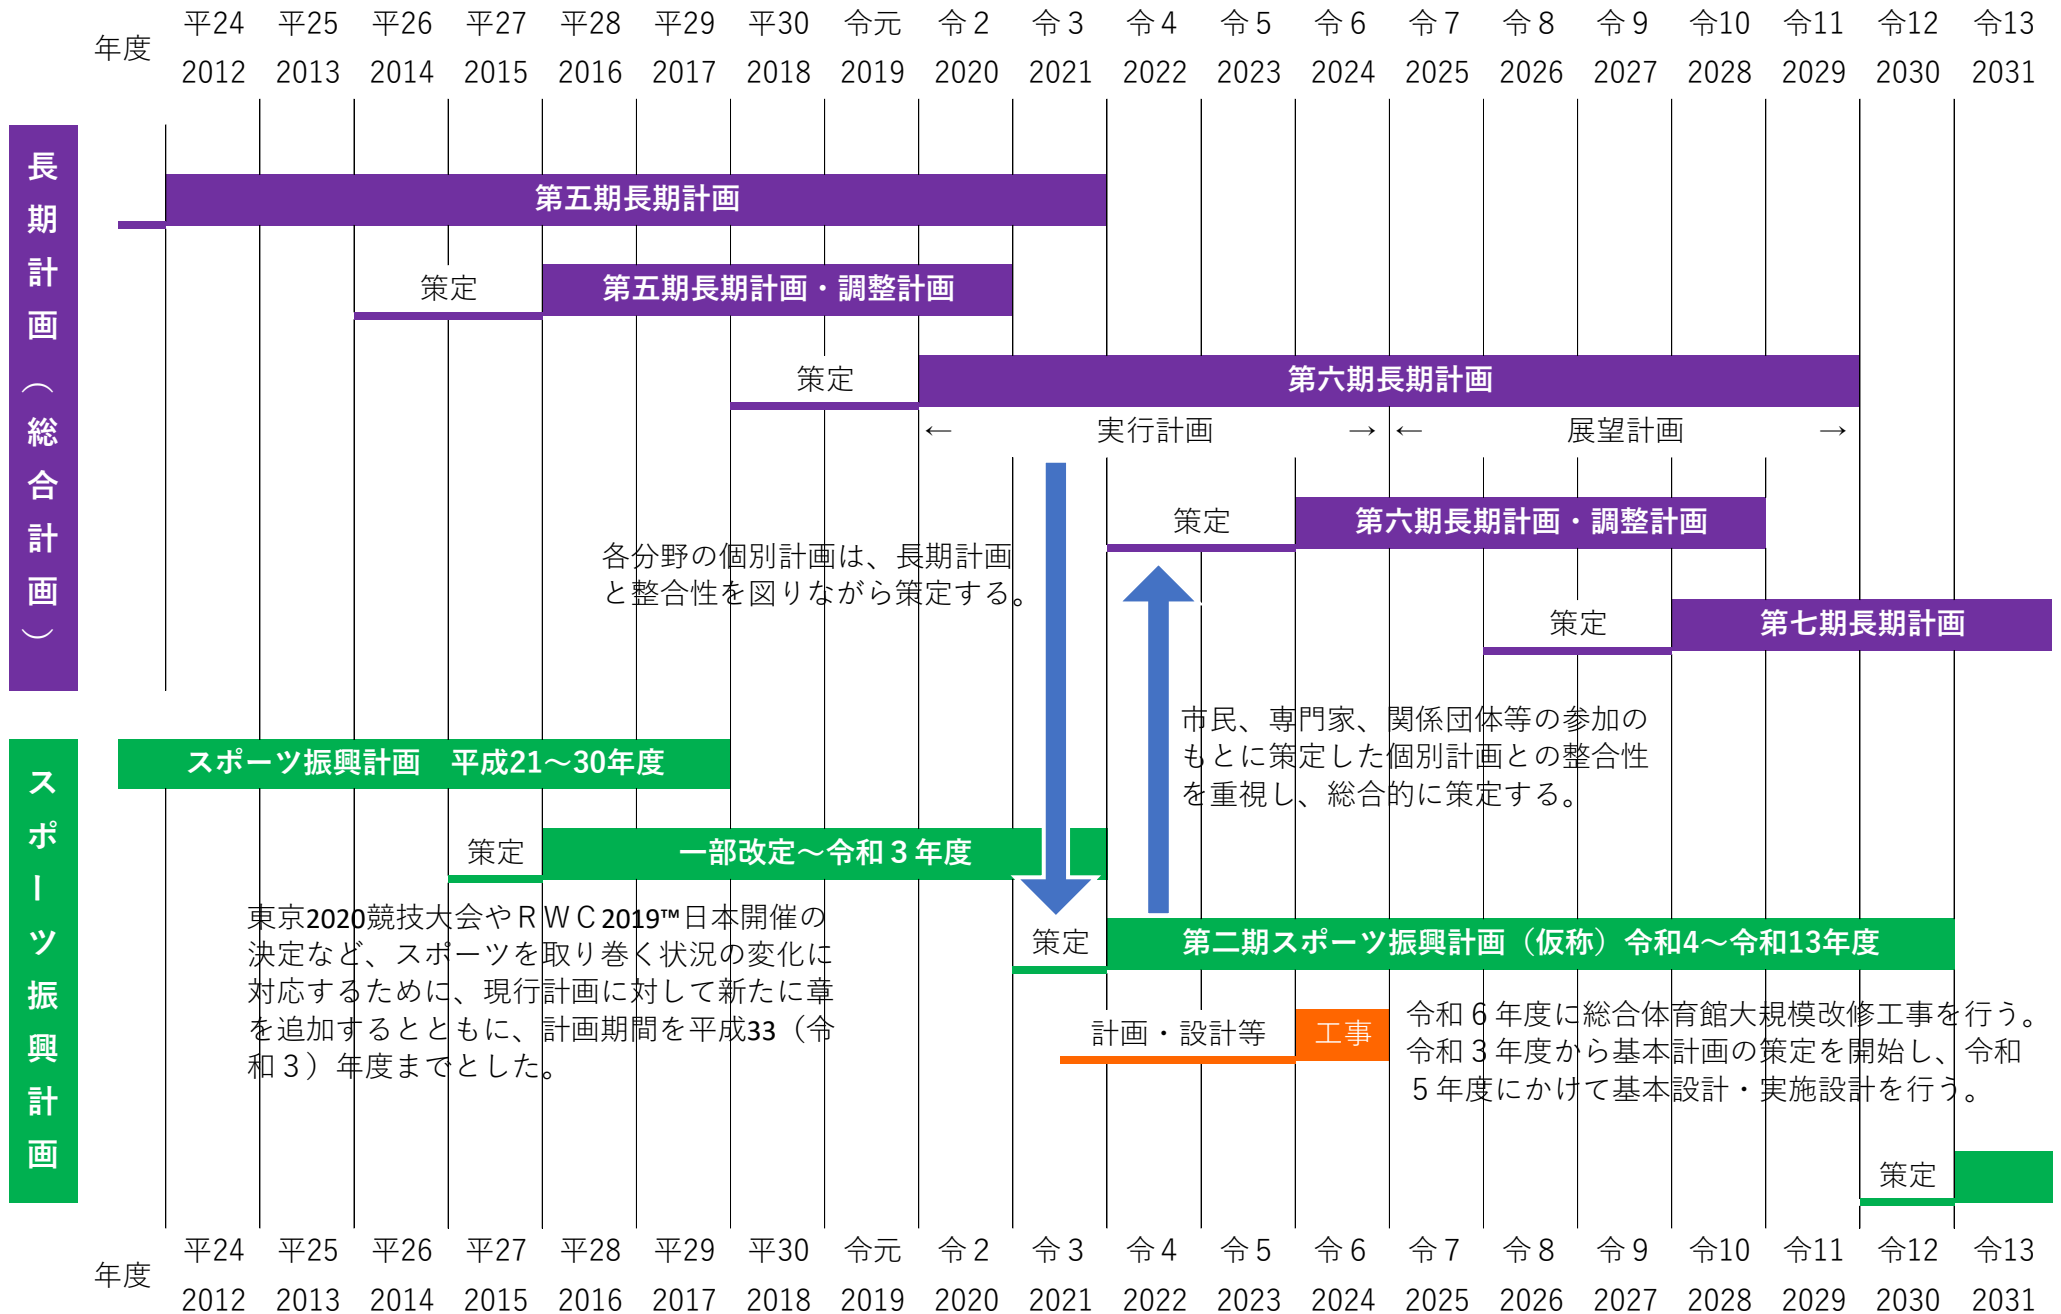 年度
平24 平25 平26 平27 平28 平29 平30 令元 令２ 令３ 令４ 令５ 令６ 令７ 令８ 令９ 令10 令11 令12 令13
2012 2013 2014 2015 2016 2017 2018 2019 2020 2021 2022 2023 2024 2025 2026 2027 2028 2029 2030 2031
長期計画（総合計画）
第五期長期計画
策定 第五期長期計画・調整計画
策定 第六期長期計画
← 実行計画 → ← 展望計画 →
策定 第六期長期計画・調整計画
各分野の個別計画は、長期計画
と整合性を図りながら策定する。
策定 第七期長期計画
市民、専門家、関係団体等の参加の
もとに策定した個別計画との整合性
を重視し、総合的に策定する。
スポーツ振興計画
スポーツ振興計画　平成21～30年度
策定 一部改定～令和３年度
東京2020競技大会やＲＷＣ2019™日本開催の
決定など、スポーツを取り巻く状況の変化に
対応するために、現行計画に対して新たに章
を追加するとともに、計画期間を平成33（令
和３）年度までとした。
策定 第二期スポーツ振興計画（仮称）令和4～令和13年度
計画・設計等 工事
令和６年度に総合体育館大規模改修工事を行う。
令和３年度から基本計画の策定を開始し、令和
５年度にかけて基本設計・実施設計を行う。
策定
年度
平24 平25 平26 平27 平28 平29 平30 令元 令２ 令３ 令４ 令５ 令６ 令７ 令８ 令９ 令10 令11 令12 令13
2012 2013 2014 2015 2016 2017 2018 2019 2020 2021 2022 2023 2024 2025 2026 2027 2028 2029 2030 2031